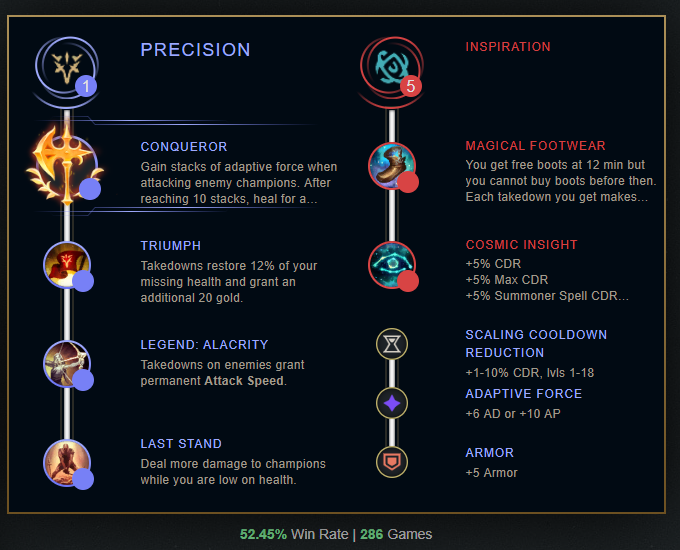 PRECISION
1
CONQUEROR
Gain stacks of adaptive force when
attacking enemy champions. After
reaching 10 stacks, heal for a...
TRIUMPH
Takedowns restore 12% of your
missing health and grant an
additional 20 gold.
LEGEND: ALACRITY
Takedowns on enemies grant
permanent Attack Speed.
LAST STAND
Deal more damage to champions
while you are low on health.
INSPIRATION
5
MAGICAL FOOTWEAR
You get free boots at 12 min but
you cannot buy boots before then.
Each takedown you get makes...
COSMIC INSIGHT
+5% CDR
+5% Max CDR
+5% Summoner Spell CDR...
SCALING COOLDOWN
REDUCTION
+1-10% CDR, lvls 1-18
ADAPTIVE FORCE
+6 AD or +10 AP
ARMOR
+5 Armor
52.45% Win Rate | 286 Games